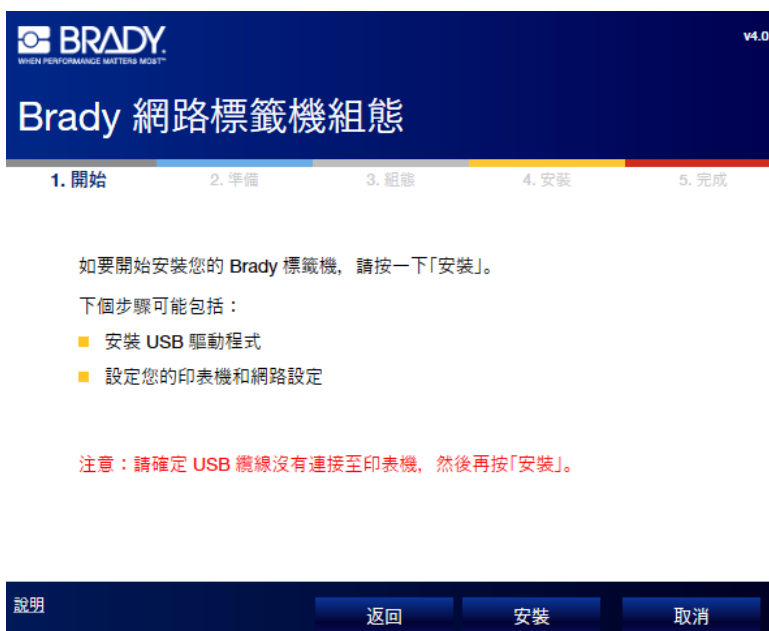 BRADY.
WHEN PERFORMANCE MATTERS MOST™
v4.0
Brady 網路標籤機組態
1. 開始
2. 準備
3. 組態
4. 安裝
5. 完成
如要開始安裝您的 Brady 標籤機，請按一下「安裝」。
下個步驟可能包括：
安裝 USB 驅動程式
設定您的印表機和網路設定
注意：請確定 USB 纜線沒有連接至印表機，然後再按「安裝」。
說明
返回
安裝
取消